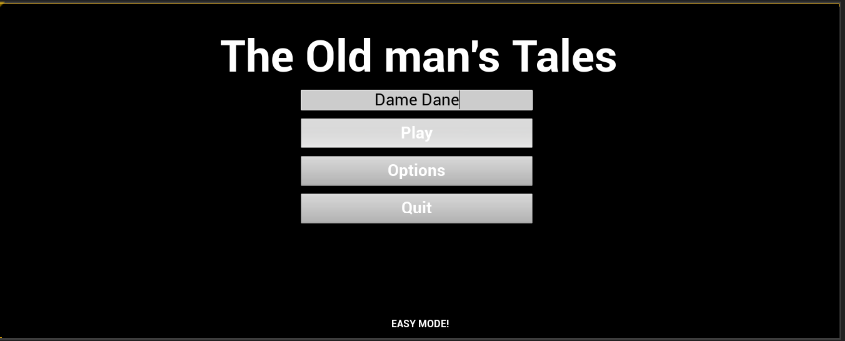 The Old man's Tales
Dame Dane
Play
Options
Quit
EASY MODE!